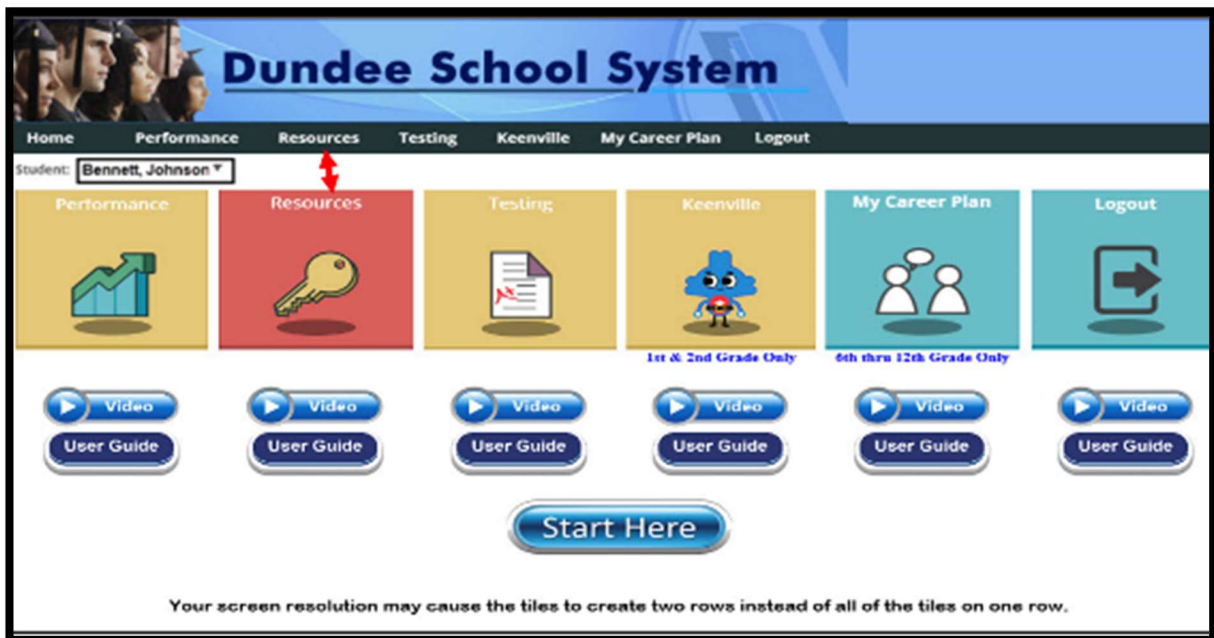 Dundee School System
Home Performance Resources Testing Keenville My Career Plan Logout
Student: Bennett, Johnson
Performance Resources Testing Keenville My Career Plan Logout
A+
1st & 2nd Grade Only 6th thru 12th Grade Only
Video Video Video Video Video Video
User Guide User Guide User Guide User Guide User Guide User Guide
Start Here
Your screen resolution may cause the tiles to create two rows instead of all of the tiles on one row.